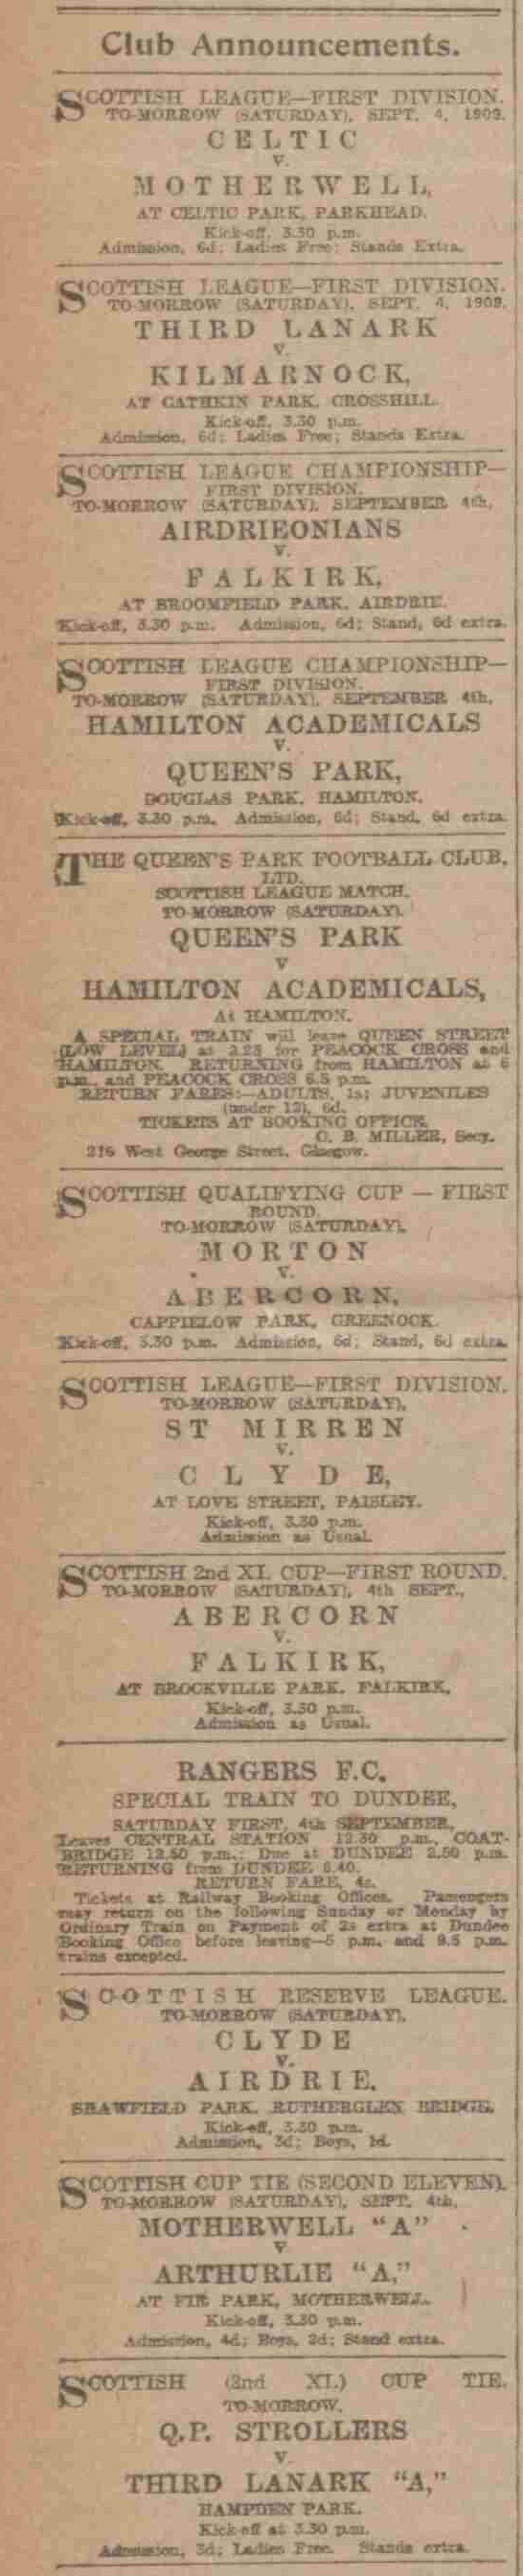 Club Announcements.
SCOTTISH LEAGUE—FIRST DIVISION.
TO-MORROW (SATURDAY), SEPT. 4, 1909.
CELTIC
v.
MOTHERWELL,
AT CELTIC PARK, PARKHEAD.
Kick-off, 3.30 p.m.
Admission, 6d; Ladies Free; Stands Extra.
SCOTTISH LEAGUE—FIRST DIVISION.
TO-MORROW (SATURDAY), SEPT. 4, 1909.
THIRD LANARK
v.
KILMARNOCK,
AT CATHKIN PARK, CROSSHILL.
Kick-off, 3.30 p.m.
Admission, 6d; Ladies Free; Stands Extra.
SCOTTISH LEAGUE CHAMPIONSHIP—
FIRST DIVISION.
TO-MORROW (SATURDAY), SEPTEMBER 4th,
AIRDRIEONIANS
v.
FALKIRK,
AT BROOMFIELD PARK, AIRDRIE.
Kick-off, 3.30 p.m. Admission, 6d; Stand, 6d extra.
SCOTTISH LEAGUE CHAMPIONSHIP—
FIRST DIVISION.
TO-MORROW (SATURDAY), SEPTEMBER 4th,
HAMILTON ACADEMICALS
v.
QUEEN'S PARK,
DOUGLAS PARK, HAMILTON.
Kick-off, 3.30 p.m. Admission, 6d; Stand, 6d extra.
THE QUEEN'S PARK FOOTBALL CLUB,
LTD.
SCOTTISH LEAGUE MATCH.
TO-MORROW (SATURDAY).
QUEEN'S PARK
v
HAMILTON ACADEMICALS,
At HAMILTON.
A SPECIAL TRAIN will leave QUEEN STREET
(LOW LEVEL) at 2.25 for PEACOCK CROSS and
HAMILTON. RETURNING from HAMILTON at 6
p.m., and PEACOCK CROSS 6.5 p.m.
RETURN FARES:—ADULTS, 1s; JUVENILES
(under 12), 6d.
TICKETS AT BOOKING OFFICE.
C. B. MILLER, Secy.
216 West George Street, Glasgow.
SCOTTISH QUALIFYING CUP — FIRST
ROUND.
TO-MORROW (SATURDAY),
MORTON
v.
ABERCORN,
CAPPIELOW PARK, GREENOCK.
Kick-off, 3.30 p.m. Admission, 6d; Stand, 6d extra.
SCOTTISH LEAGUE—FIRST DIVISION.
TO-MORROW (SATURDAY),
ST MIRREN
v.
CLYDE,
AT LOVE STREET, PAISLEY.
Kick-off, 3.30 p.m.
Admission as Usual.
SCOTTISH 2nd XI. CUP—FIRST ROUND.
TO-MORROW (SATURDAY), 4th SEPT.,
ABERCORN
v.
FALKIRK,
AT BROCKVILLE PARK, FALKIRK,
Kick-off, 3.30 p.m.
Admission as Usual.
RANGERS F.C.
SPECIAL TRAIN TO DUNDEE,
SATURDAY FIRST, 4th SEPTEMBER,
Leaves CENTRAL STATION 12.30 p.m., COAT-
BRIDGE 12.50 p.m.; Due at DUNDEE 2.50 p.m.
RETURNING from DUNDEE 6.40.
RETURN FARE, 4s.
Tickets at Railway Booking Offices. Passengers
may return on the following Sunday or Monday by
Ordinary Train on Payment of 2s extra at Dundee
Booking Office before leaving—5 p.m. and 9.5 p.m.
trains excepted.
SCOTTISH RESERVE LEAGUE.
TO-MORROW (SATURDAY),
CLYDE
v.
AIRDRIE.
SHAWFIELD PARK, RUTHERGLEN BRIDGE.
Kick-off, 3.30 p.m.
Admission, 3d; Boys, 1d.
SCOTTISH CUP TIE (SECOND ELEVEN),
TO-MORROW (SATURDAY), SEPT. 4th,
MOTHERWELL "A"
v
ARTHURLIE "A,"
AT FIR PARK, MOTHERWELL.
Kick-off, 3.30 p.m.
Admission, 4d; Boys, 2d; Stand extra.
SCOTTISH (2nd XI.) CUP TIE.
TO-MORROW.
Q.P. STROLLERS
v.
THIRD LANARK "A,"
HAMPDEN PARK.
Kick-off at 3.30 p.m.
Admission, 3d; Ladies Free. Stands extra.